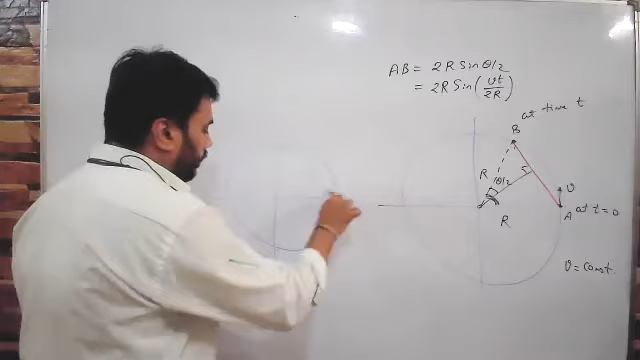 AB = 2R Sin θ/2
= 2R Sin (vt/2R)
at time t
B
R
θ/2
v
A at t = 0
R
v = Const.